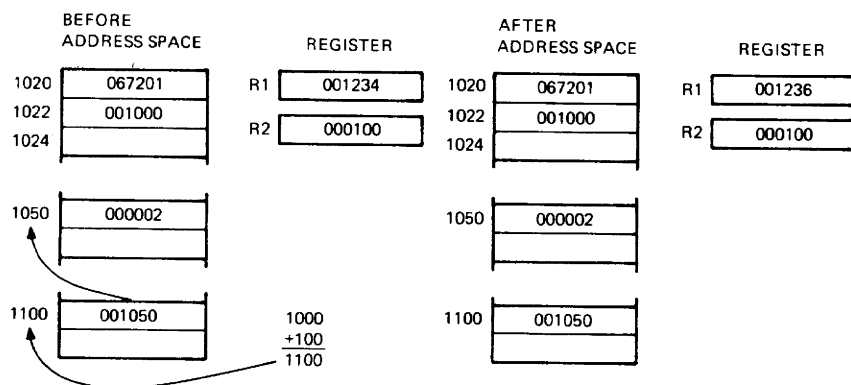 BEFORE
ADDRESS SPACE
REGISTER
1020 067201
1022 001000
1024
R1 001234
R2 000100
1050 000002
1100 001050
1000
+100
1100
AFTER
ADDRESS SPACE
REGISTER
1020 067201
1022 001000
1024
R1 001236
R2 000100
1050 000002
1100 001050